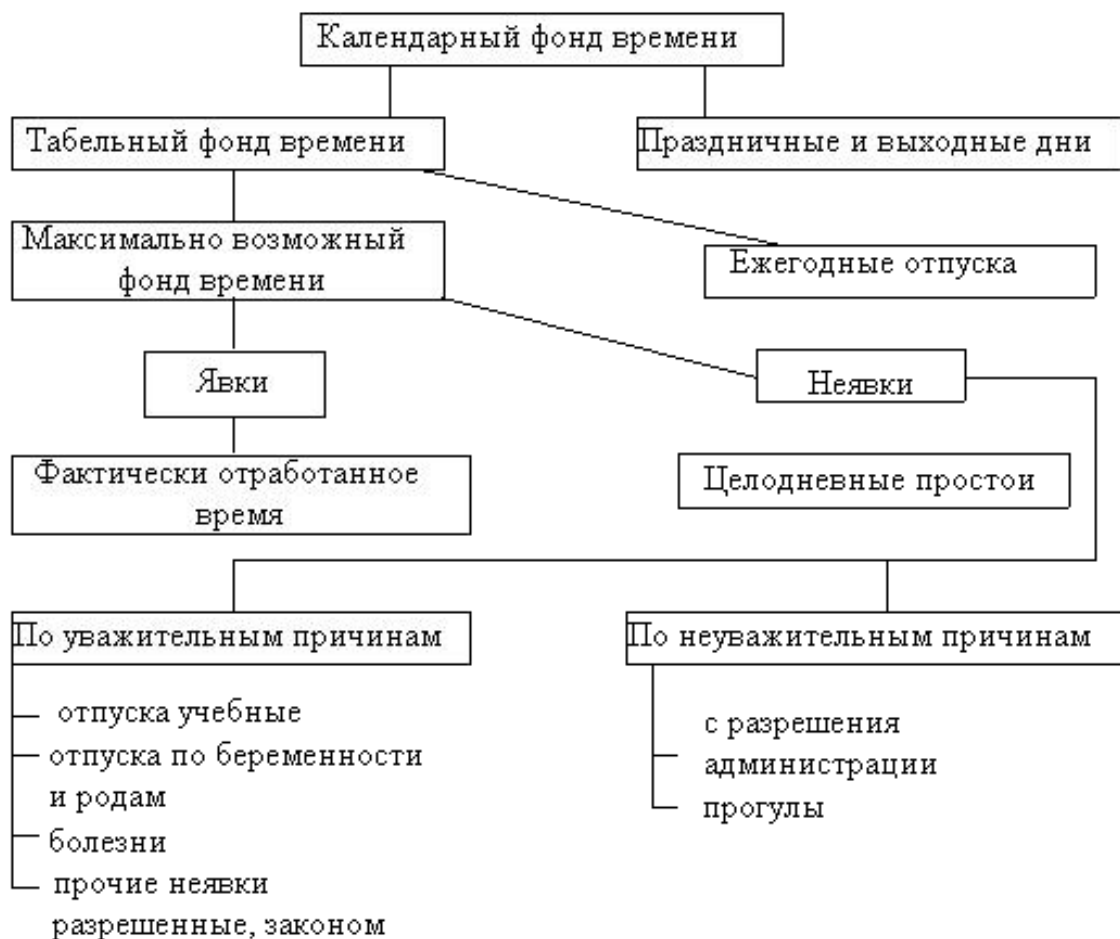 Календарный фонд времени
Табельный фонд времени
Праздничные и выходные дни
Максимально возможный
фонд времени
Ежегодные отпуска
Явки
Неявки
Фактически отработанное
время
Целодневные простои
По уважительным причинам
По неуважительным причинам
отпуска учебные
отпуска по беременности
и родам
болезни
прочие неявки
разрешенные, законом
с разрешения
администрации
прогулы